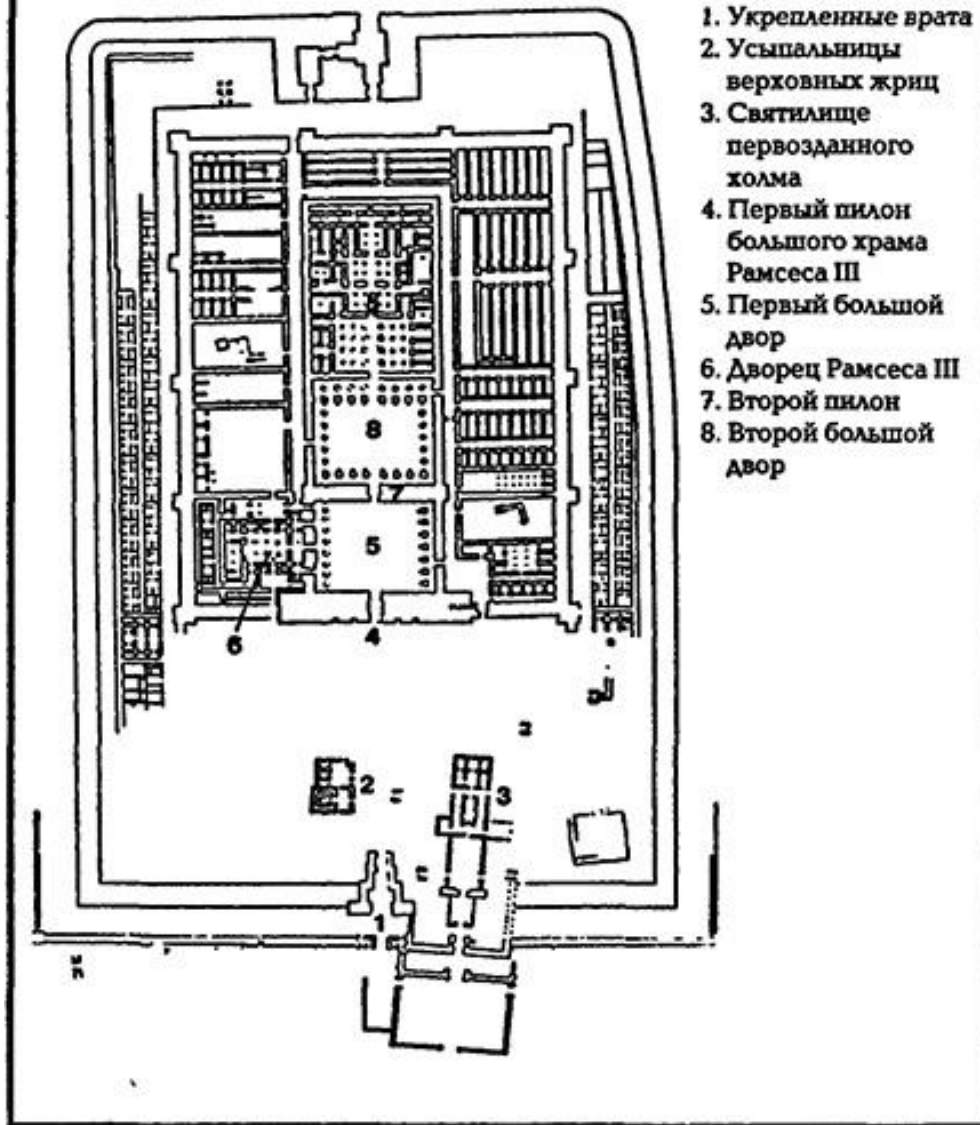 1. Укрепленные врата
2. Усыпальницы
верховных жриц
3. Святилище
первозданного
холма
4. Первый пилон
большого храма
Рамсеса III
5. Первый большой
двор
6. Дворец Рамсеса III
7. Второй пилон
8. Второй большой
двор
8
7
5
6
4
2
3
1